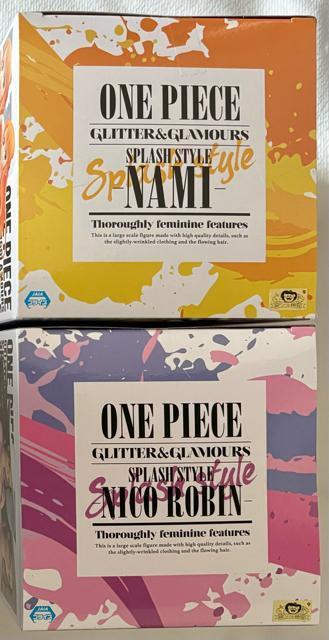 ONE PIECE
GLITTER&GLAMOURS
SPLASH STYLE
Splash Style
NAMI
Thoroughly feminine features
This is a large scale figure made with high quality details, such as
the slightly-wrinkled clothing and the flowing hair.
JAIA
ONE PIECE
ONE PIECE
GLITTER&GLAMOURS
SPLASH STYLE
Splash Style
NICO ROBIN
Thoroughly feminine features
This is a large scale figure made with high quality details, such as
the slightly-wrinkled clothing and the flowing hair.
JAIA